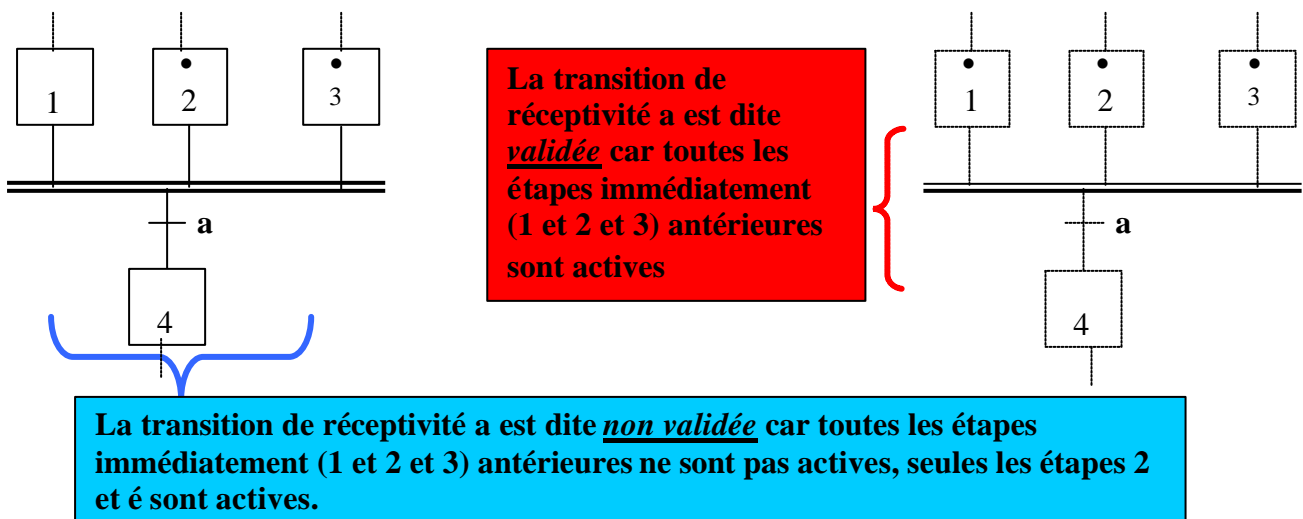 1
2
3
a
4
La transition de
réceptivité a est dite
validée car toutes les
étapes immédiatement
(1 et 2 et 3) antérieures
sont actives
1
2
3
a
4
La transition de réceptivité a est dite non validée car toutes les étapes
immédiatement (1 et 2 et 3) antérieures ne sont pas actives, seules les étapes 2
et é sont actives.